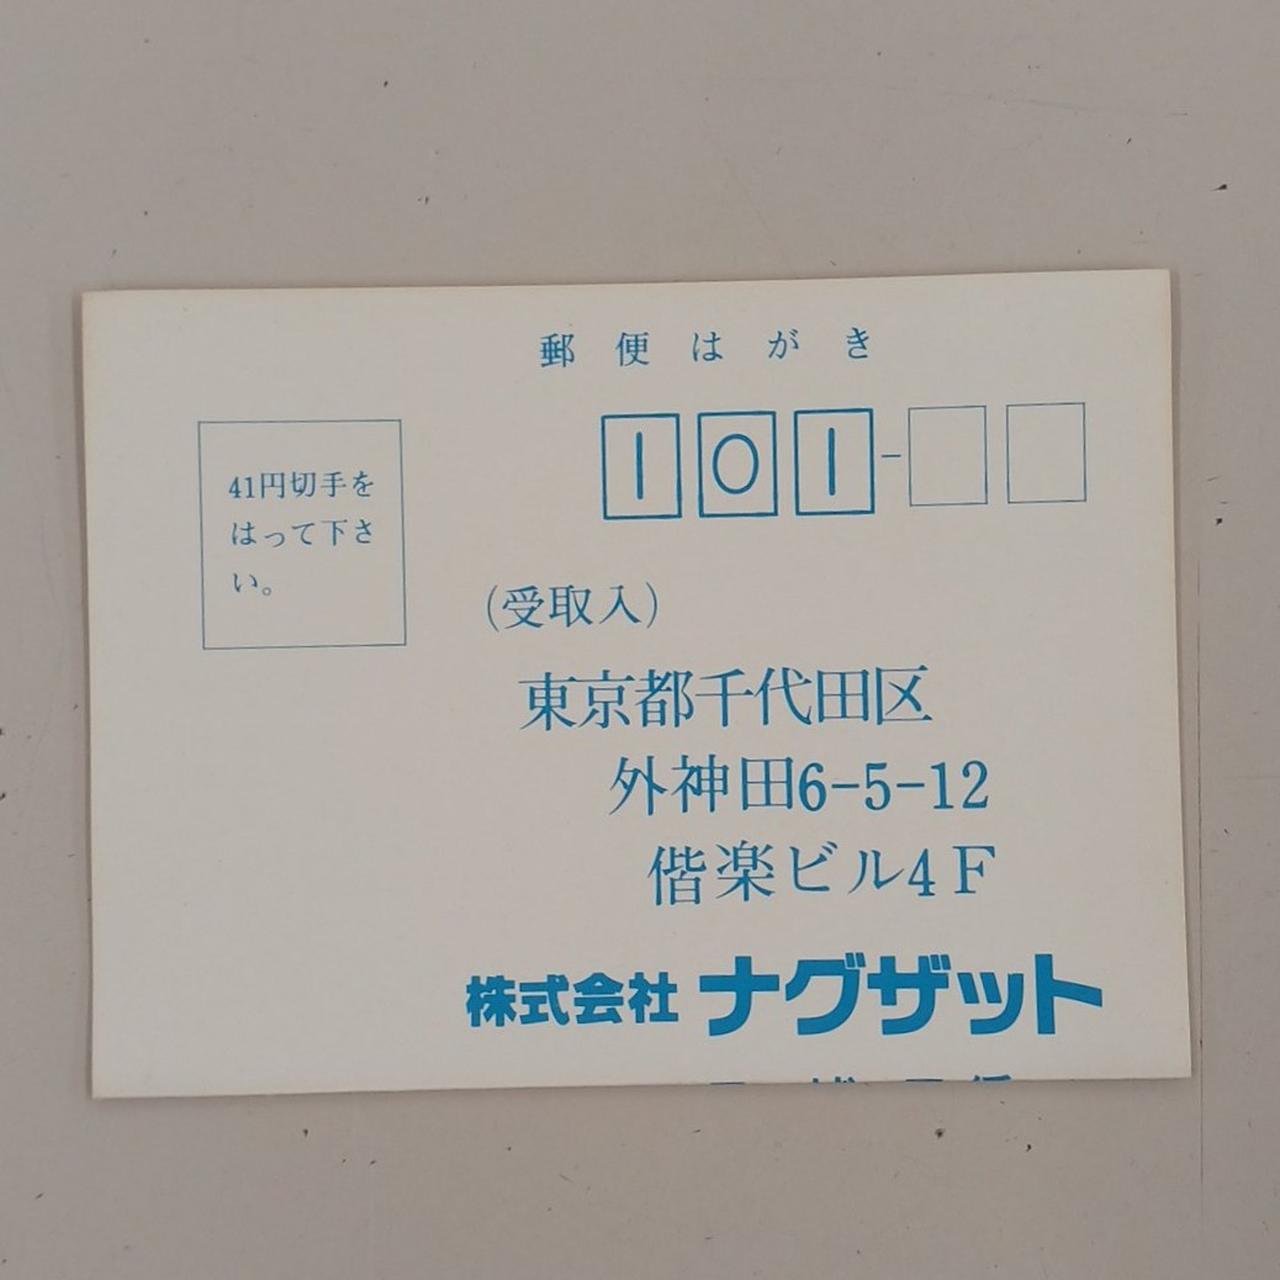 郵便はがき
101-
41円切手を
はって下さ
い。
(受取入)
東京都千代田区
外神田6-5-12
偕楽ビル4F
株式会社ナグザット